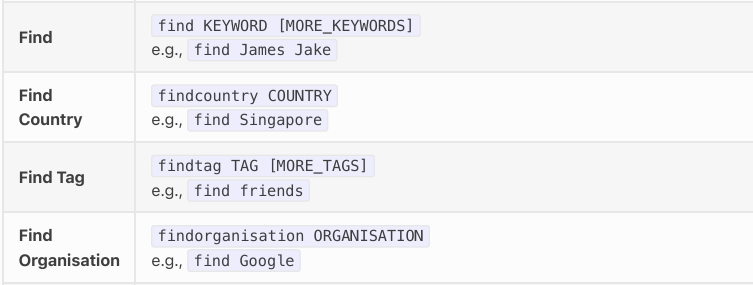 Find
find KEYWORD [MORE_KEYWORDS]
e.g., find James Jake
Find
Country
findcountry COUNTRY
e.g., find Singapore
Find Tag
findtag TAG [MORE_TAGS]
e.g., find friends
Find
Organisation
findorganisation ORGANISATION
e.g., find Google